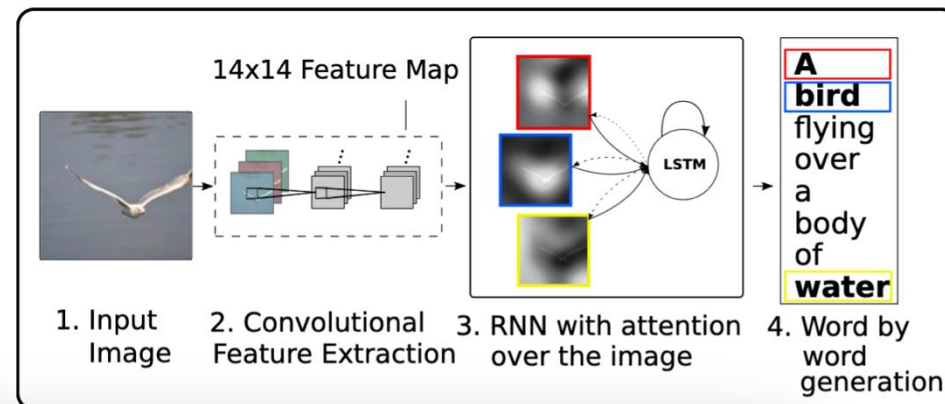 14x14 Feature Map
LSTM
A
bird
flying
over
a
body
of
water
1. Input
Image
2. Convolutional
Feature Extraction
3. RNN with attention
over the image
4. Word by
word
generation